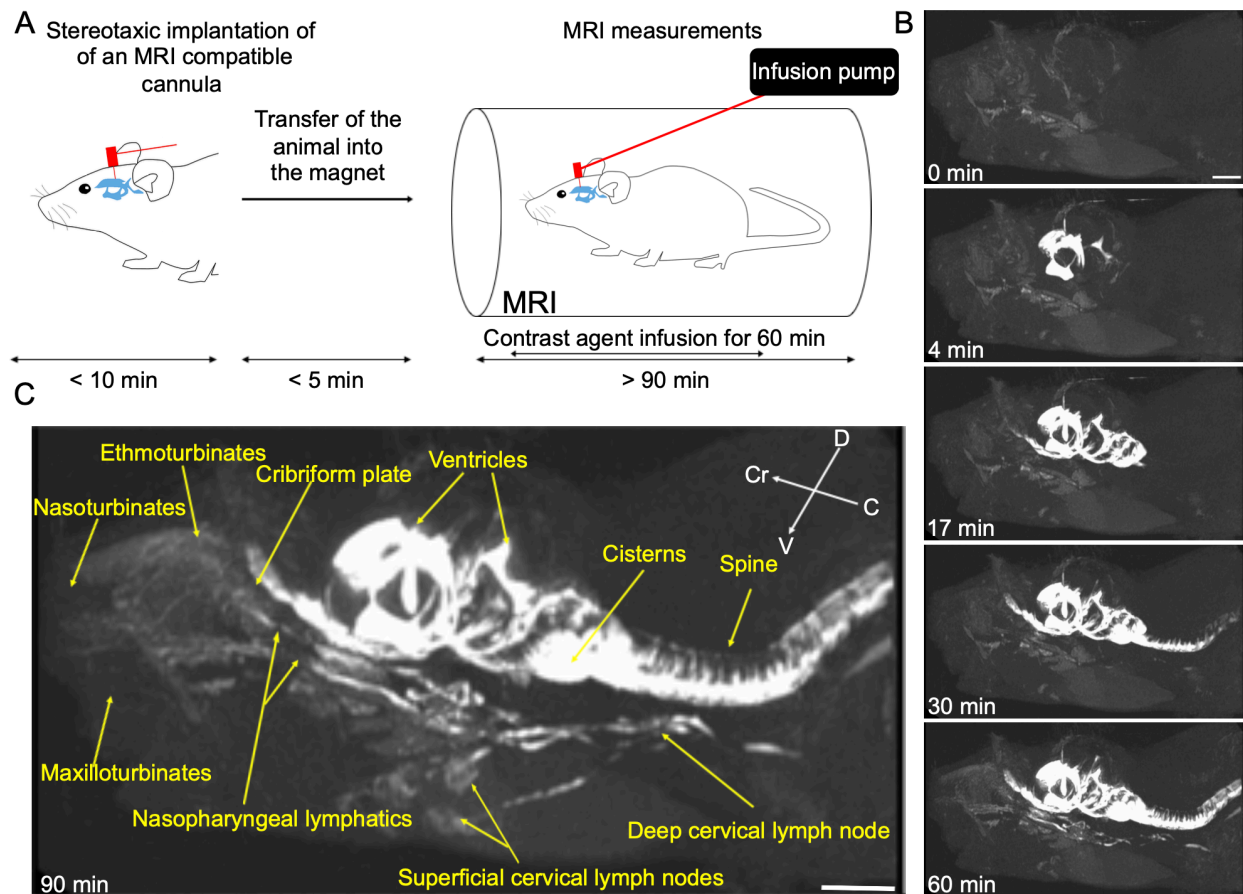 A
Stereotaxic implantation of
of an MRI compatible
cannula
Transfer of the
animal into
the magnet
MRI measurements
Infusion pump
MRI
Contrast agent infusion for 60 min
< 10 min
< 5 min
> 90 min
B
0 min
4 min
17 min
30 min
60 min
C
Ethmoturbinates
Cribriform plate
Ventricles
Nasoturbinates
D
Cr
C
V
Cisterns
Spine
Maxilloturbinates
Nasopharyngeal lymphatics
Deep cervical lymph node
Superficial cervical lymph nodes
90 min